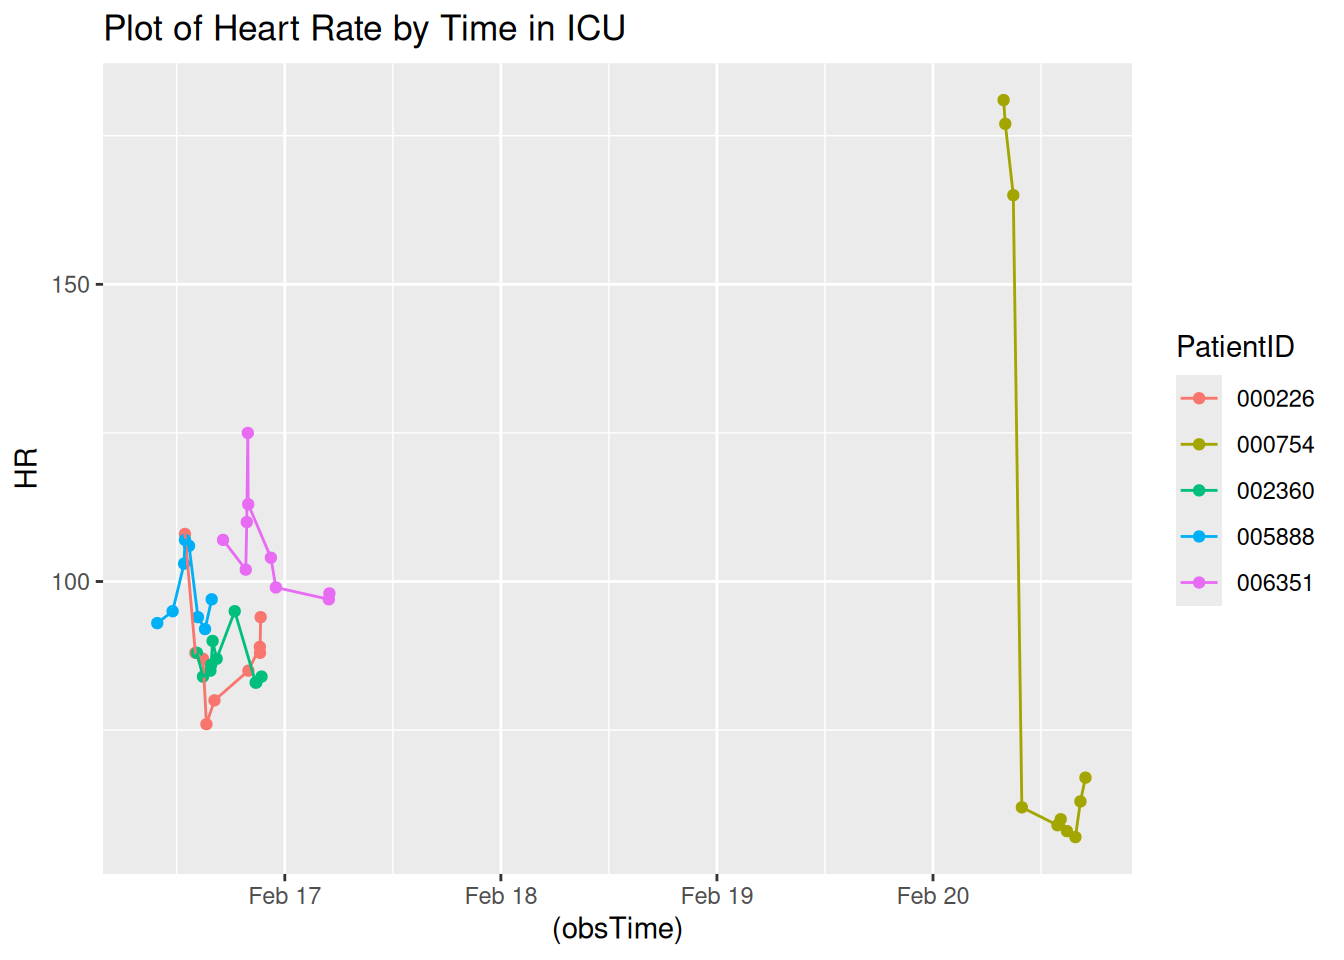 Plot of Heart Rate by Time in ICU
HR
150
100
Feb 17
Feb 18
Feb 19
Feb 20
(obsTime)
PatientID
000226
000754
002360
005888
006351